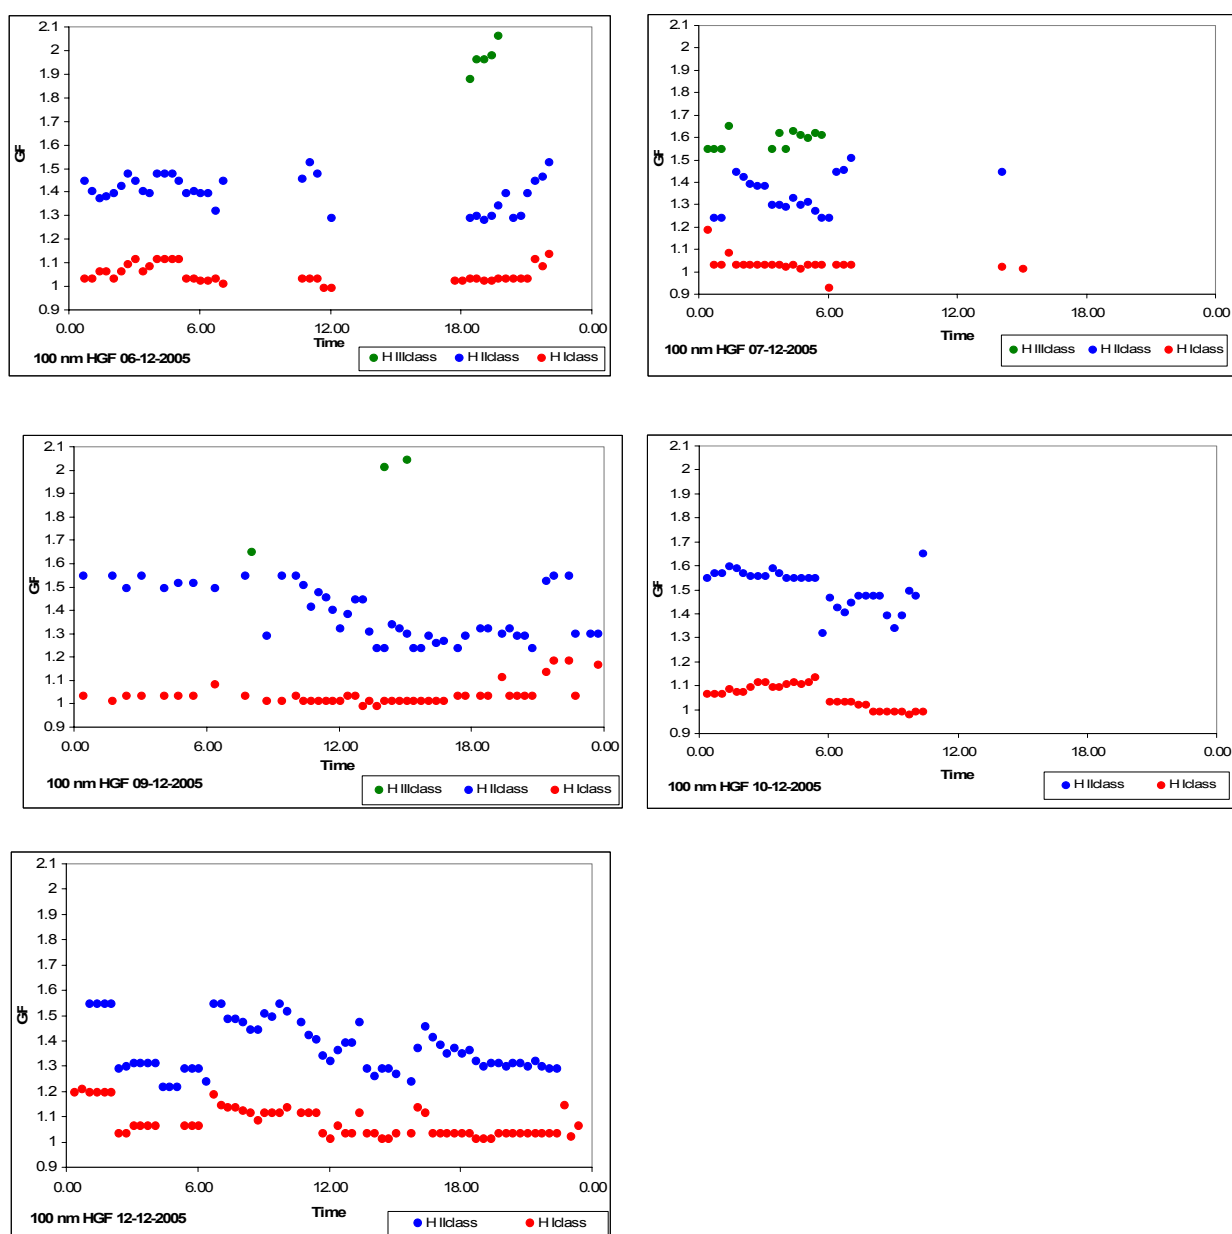 2.1
2
1.9
1.8
1.7
1.6
1.5
1.4
1.3
1.2
1.1
1
0.9
GF
0.00 6.00 12.00 18.00 0.00
Time
100 nm HGF 06-12-2005
H IIIclass H IIclass H Iclass
2.1
2
1.9
1.8
1.7
1.6
1.5
1.4
1.3
1.2
1.1
1
0.9
GF
0.00 6.00 12.00 18.00 0.00
Time
100 nm HGF 07-12-2005
H IIIclass H IIclass H Iclass
2.1
2
1.9
1.8
1.7
1.6
1.5
1.4
1.3
1.2
1.1
1
0.9
GF
0.00 6.00 12.00 18.00 0.00
Time
100 nm HGF 09-12-2005
H IIIclass H IIclass H Iclass
2.1
2
1.9
1.8
1.7
1.6
1.5
1.4
1.3
1.2
1.1
1
0.9
GF
0.00 6.00 12.00 18.00 0.00
Time
100 nm HGF 10-12-2005
H IIclass H Iclass
2.1
2
1.9
1.8
1.7
1.6
1.5
1.4
1.3
1.2
1.1
1
0.9
GF
0.00 6.00 12.00 18.00 0.00
Time
100 nm HGF 12-12-2005
H IIclass H Iclass